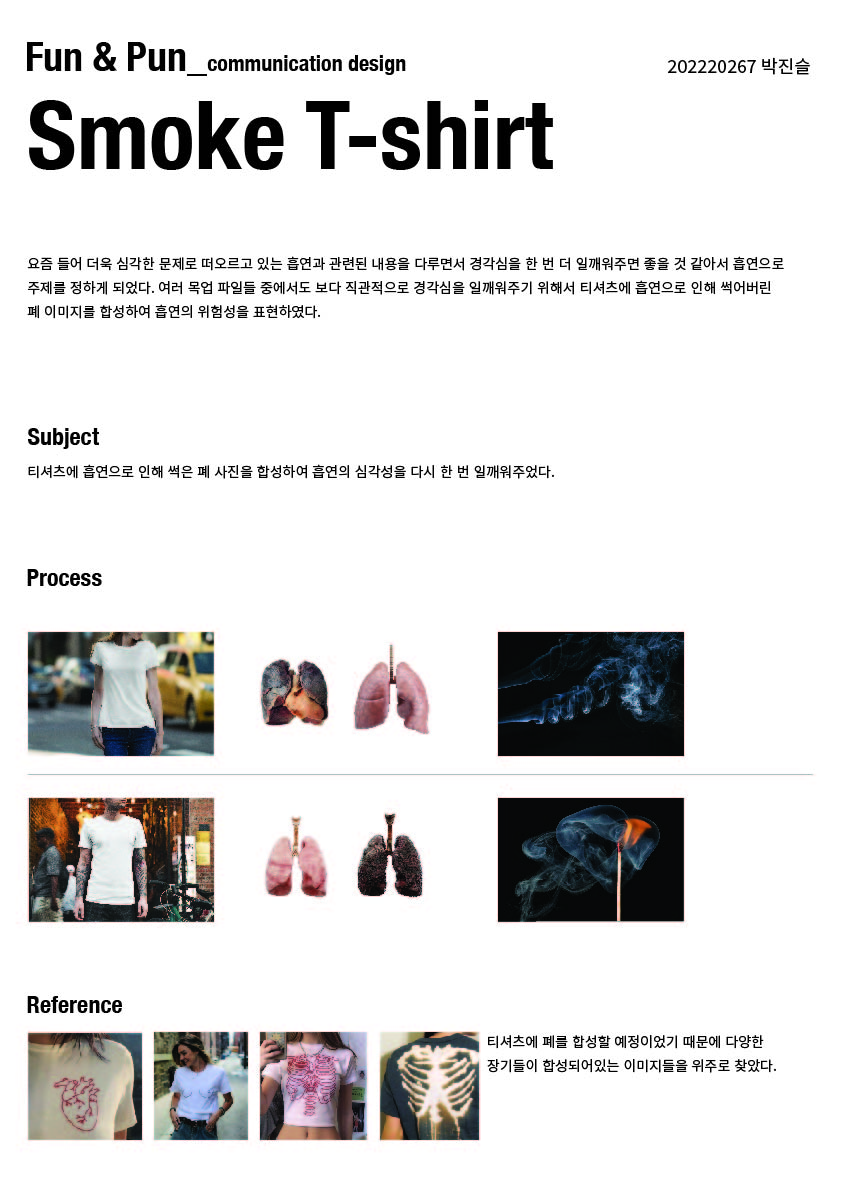 Fun & Pun_communication design
202220267 박진슬
Smoke T-shirt
요즘 들어 더욱 심각한 문제로 떠오르고 있는 흡연과 관련된 내용을 다루면서 경각심을 한 번 더 일깨워주면 좋을 것 같아서 흡연으로
주제를 정하게 되었다. 여러 목업 파일들 중에서도 보다 직관적으로 경각심을 일깨워주기 위해서 티셔츠에 흡연으로 인해 썩어버린
폐 이미지를 합성하여 흡연의 위험성을 표현하였다.
Subject
티셔츠에 흡연으로 인해 썩은 폐 사진을 합성하여 흡연의 심각성을 다시 한 번 일깨워주었다.
Process
Reference
티셔츠에 폐를 합성할 예정이었기 때문에 다양한
장기들이 합성되어있는 이미지들을 위주로 찾았다.